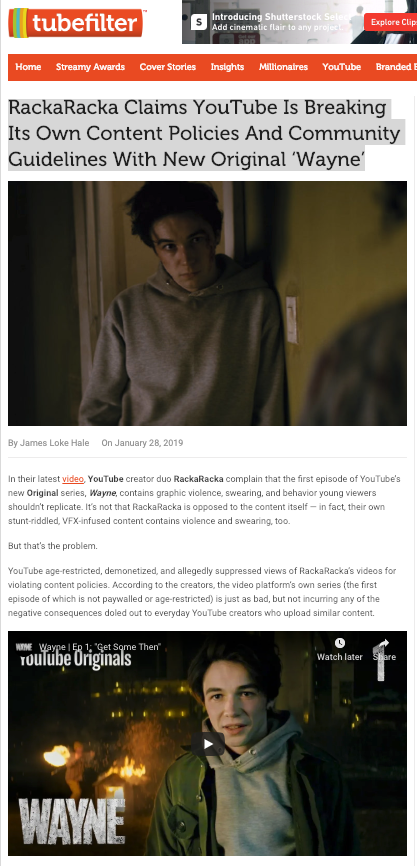 tubefilter
S
Introducing Shutterstock Select
Add cinematic flair to any project.
Explore Clips
Home Streamy Awards Cover Stories Insights Millionaires YouTube Branded
RackaRacka Claims YouTube Is Breaking
Its Own Content Policies And Community
Guidelines With New Original ‘Wayne’
By James Loke Hale On January 28, 2019
In their latest video, YouTube creator duo RackaRacka complain that the first episode of YouTube’s
new Original series, Wayne, contains graphic violence, swearing, and behavior young viewers
shouldn’t replicate. It’s not that RackaRacka is opposed to the content itself — in fact, their own
stunt-riddled, VFX-infused content contains violence and swearing, too.
But that’s the problem.
YouTube age-restricted, demonetized, and allegedly suppressed views of RackaRacka’s videos for
violating content policies. According to the creators, the video platform’s own series (the first
episode of which is not paywalled or age-restricted) is just as bad, but not incurring any of the
negative consequences doled out to everyday YouTube creators who upload similar content.
WAYNE Wayne | Ep 1: "Get Some Then"
YouTube Originals
Watch later Share
1
WAYNE